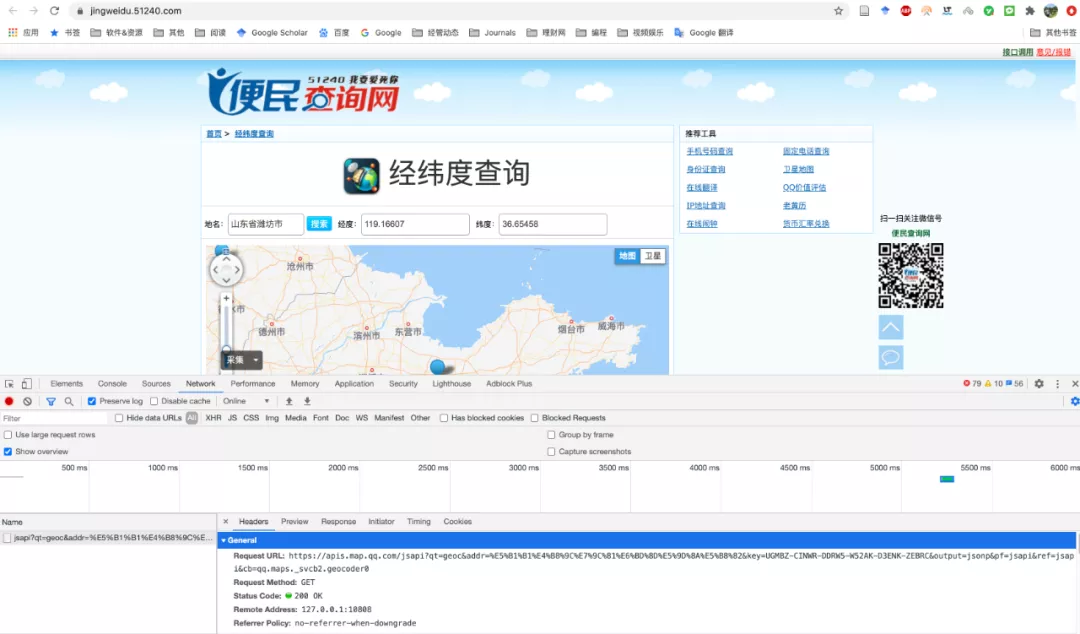 jingweidu.51240.com
应用 书签 软件&资源 其他 阅读 Google Scholar 百度 Google 经管动态 Journals 理财网 编程 视频娱乐 Google 翻译 其他书签
接口调用 意见/报错
51240 我要爱死你
便民查询网
首页 > 经纬度查询
经纬度查询
地名: 山东省潍坊市 搜索 经度: 119.16607 纬度: 36.65458
推荐工具
手机号码查询 固定电话查询
身份证查询 卫星地图
在线翻译 QQ价值评估
IP地址查询 老黄历
在线闹钟 货币汇率兑换
扫一扫关注微信号
便民查询网
地图 卫星
沧州市
水市
德州市
滨州市
东营市
烟台市
威海市
采集
Elements Console Sources Network Performance Memory Application Security Lighthouse Adblock Plus 79 10 56
Preserve log Disable cache Online
Filter Hide data URLs All XHR JS CSS Img Media Font Doc WS Manifest Other Has blocked cookies Blocked Requests
Use large request rows Group by frame
Show overview Capture screenshots
500 ms 1000 ms 1500 ms 2000 ms 2500 ms 3000 ms 3500 ms 4000 ms 4500 ms 5000 ms 5500 ms 6000 ms
Name × Headers Preview Response Initiator Timing Cookies
jsapi?qt=geoc&addr=%E5%B1%B1%E4%B8%9C%E...
General
Request URL: https://apis.map.qq.com/jsapi?qt=geoc&addr=%E5%B1%B1%E4%B8%9C%E7%9C%81%E6%BD%8D%E5%9D%8A%E5%B8%82&key=UGMBZ-CINWR-DDRW5-W52AK-D3ENK-ZEBRC&output=jsonp&pf=jsapi&ref=jsap
i&cb=qq.maps._svcb2.geocoder0
Request Method: GET
Status Code: 200 OK
Remote Address: 127.0.0.1:10808
Referrer Policy: no-referrer-when-downgrade